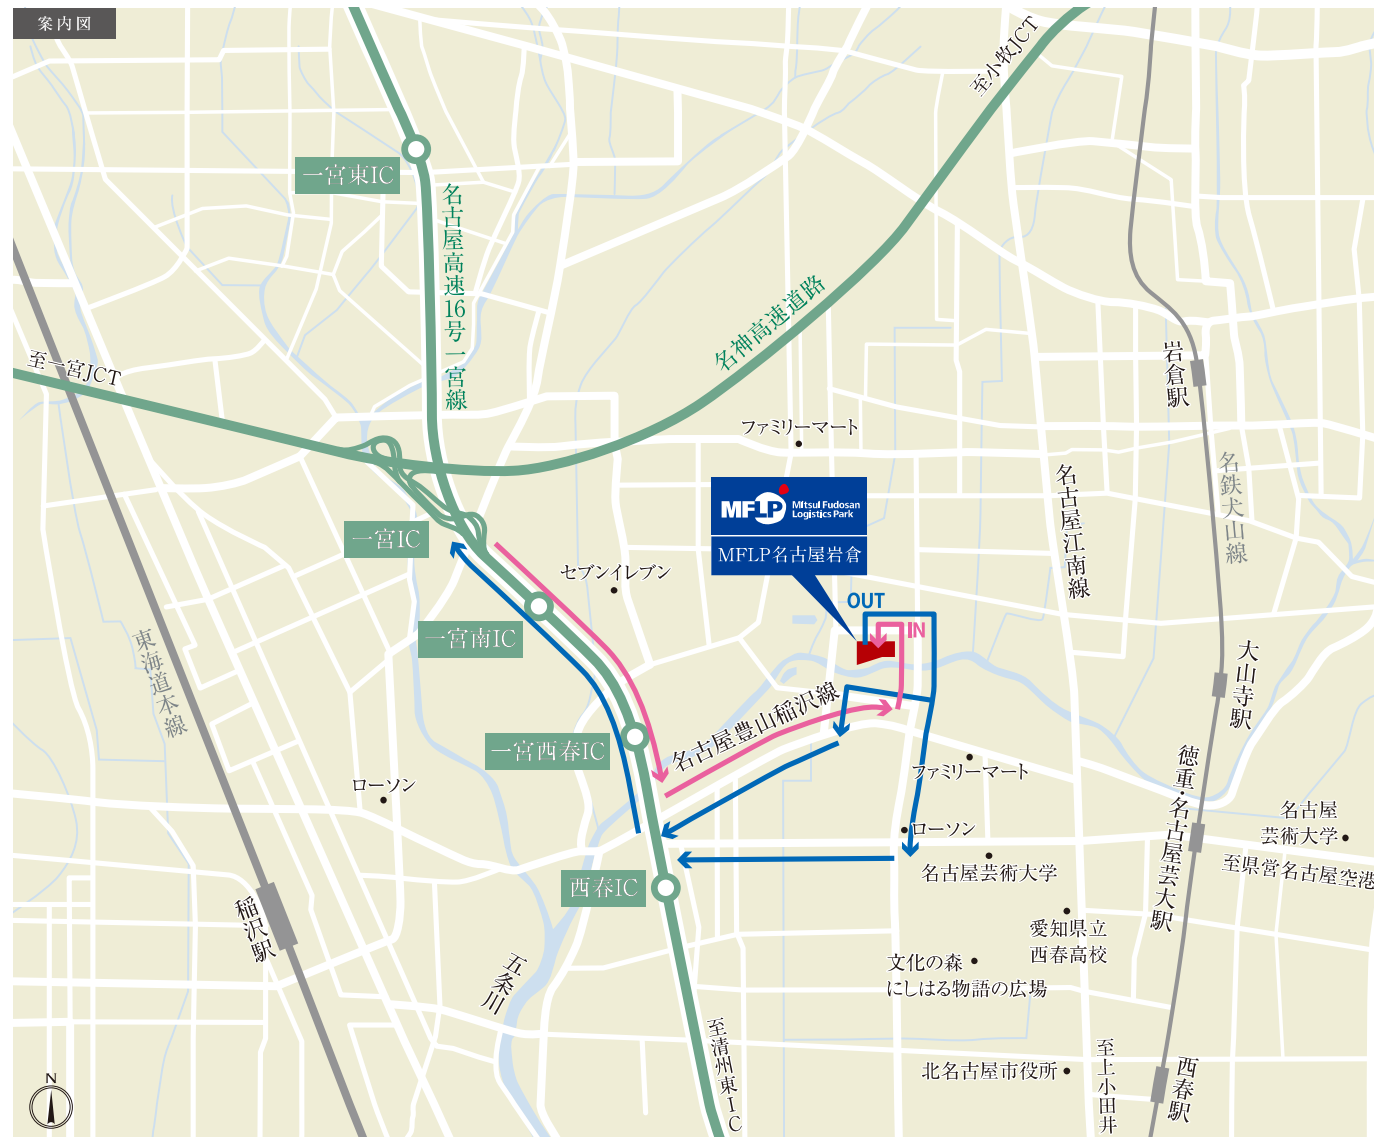 案内図
至小牧JCT
一宮東IC
名古屋高速16号一宮線
名神高速道路
至一宮JCT
岩倉駅
ファミリーマート
名鉄犬山線
名古屋江南線
MFLP
Mitsui Fudosan
Logistics Park
MFLP名古屋岩倉
一宮IC
セブンイレブン
OUT
IN
一宮南IC
東海道本線
大山寺駅
名古屋豊山稲沢線
一宮西春IC
徳重・名古屋芸大駅
ファミリーマート
ローソン
名古屋
芸術大学
ローソン
至県営名古屋空港
名古屋芸術大学
西春IC
稲沢駅
愛知県立
西春高校
五条川
文化の森
にしはる物語の広場
至清州東IC
至上小田井
西春駅
北名古屋市役所
N